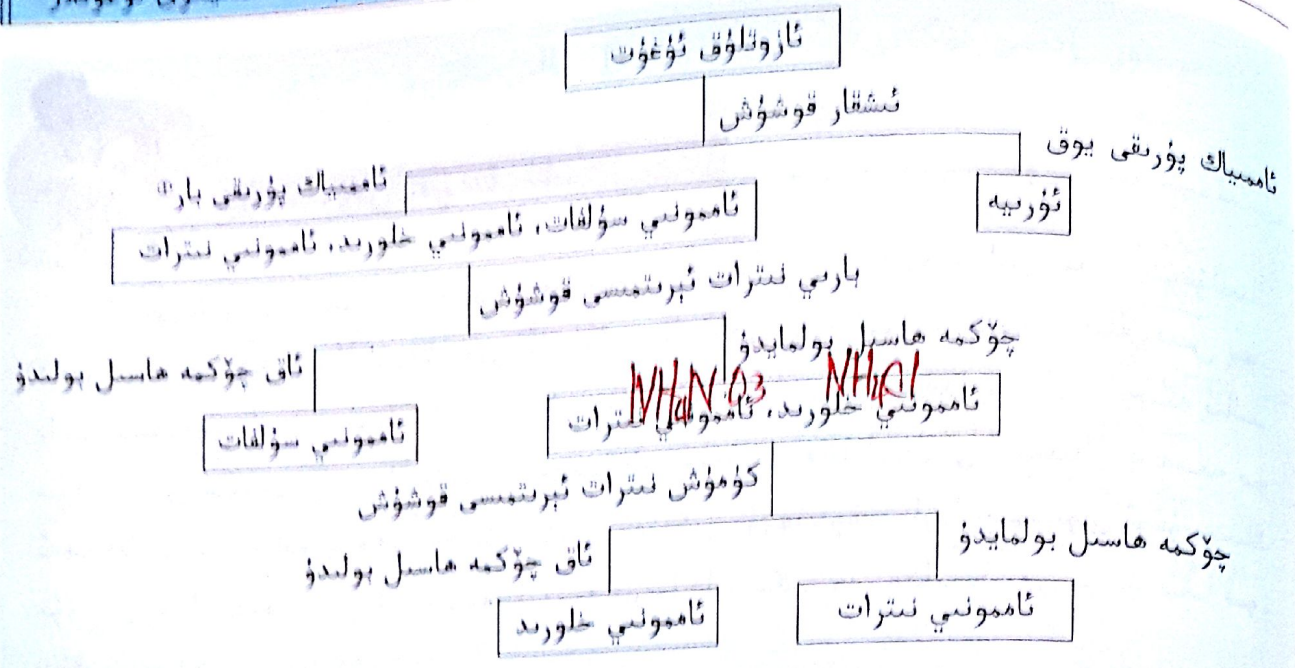 ئازوتلۇق ئوغۇت
ئىشقار قوشۇش
ئاممىياك پۇرىقى يوق
ئاممىياك پۇرىقى بار①
ئۇرىيە
ئاممونىي سۇلفات، ئاممونىي خلورىد، ئاممونىي نىترات
بارىي نىترات ئېرىتمىسى قوشۇش
چۆكمە ھاسىل بولمايدۇ
ئاق چۆكمە ھاسىل بولىدۇ
NH4NO3 NH4Cl
ئاممونىي خلورىد، ئاممونىي نىترات
ئاممونىي سۇلفات
كۈمۈش نىترات ئېرىتمىسى قوشۇش
چۆكمە ھاسىل بولمايدۇ
ئاق چۆكمە ھاسىل بولىدۇ
ئاممونىي نىترات
ئاممونىي خلورىد